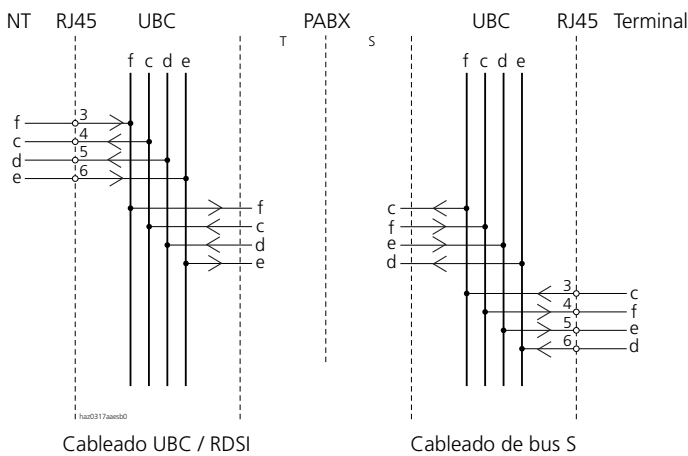 NT RJ45 UBC PABX UBC RJ45 Terminal
T S
f c d e f c d e
f 3
c 4
d 5
e 6
f c
c f
d e
e d
3 c
4 f
5 e
6 d
haz0317aaesb0
Cableado UBC / RDSI Cableado de bus S